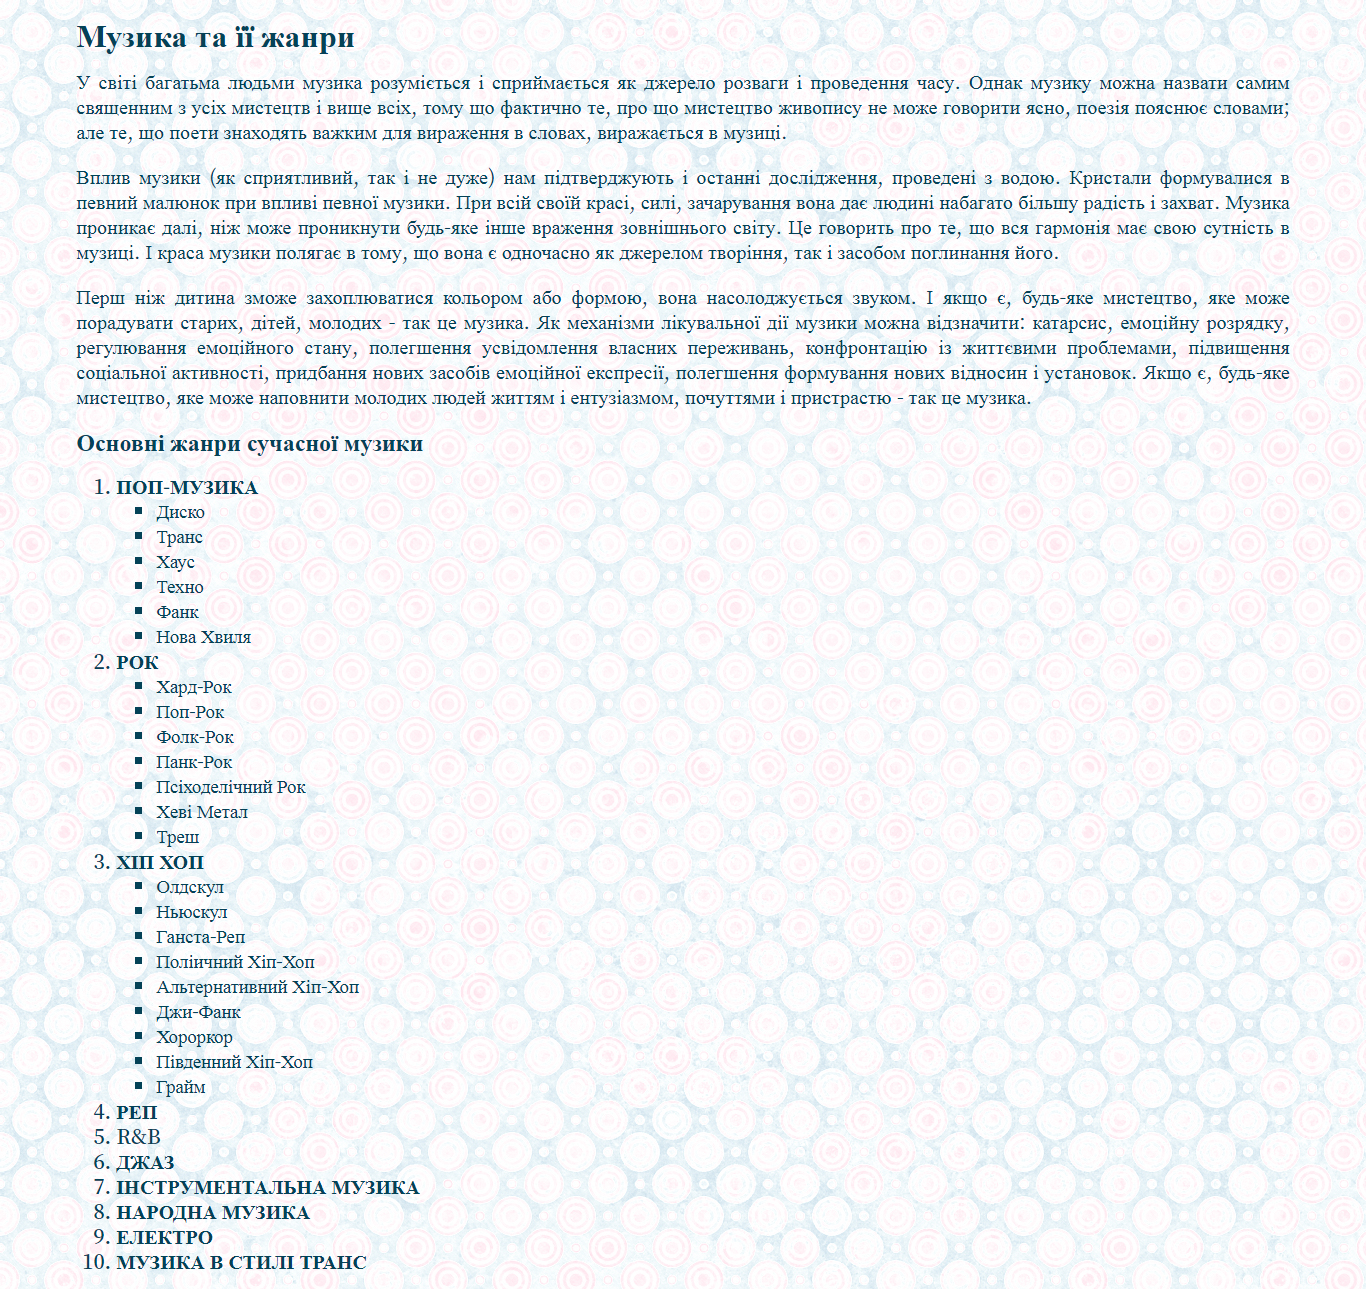 Музика та її жанри
У світі багатьма людьми музика розуміється і сприймається як джерело розваги і проведення часу. Однак музику можна назвати самим
священним з усіх мистецтв і вище всіх, тому що фактично те, про що мистецтво живопису не може говорити ясно, поезія пояснює словами;
але те, що поети знаходять важким для вираження в словах, виражається в музиці.
Вплив музики (як сприятливий, так і не дуже) нам підтверджують і останні дослідження, проведені з водою. Кристали формувалися в
певний малюнок при впливі певної музики. При всій своїй красі, силі, зачарування вона дає людині набагато більшу радість і захват. Музика
проникає далі, ніж може проникнути будь-яке інше враження зовнішнього світу. Це говорить про те, що вся гармонія має свою сутність в
музиці. І краса музики полягає в тому, що вона є одночасно як джерелом творіння, так і засобом поглинання його.
Перш ніж дитина зможе захоплюватися кольором або формою, вона насолоджується звуком. І якщо є, будь-яке мистецтво, яке може
порадувати старих, дітей, молодих - так це музика. Як механізми лікувальної дії музики можна відзначити: катарсис, емоційну розрядку,
регулювання емоційного стану, полегшення усвідомлення власних переживань, конфронтацію із життєвими проблемами, підвищення
соціальної активності, придбання нових засобів емоційної експресії, полегшення формування нових відносин і установок. Якщо є, будь-яке
мистецтво, яке може наповнити молодих людей життям і ентузіазмом, почуттями і пристрастю - так це музика.
Основні жанри сучасної музики
1. ПОП-МУЗИКА
Диско
Транс
Хаус
Техно
Фанк
Нова Хвиля
2. РОК
Хард-Рок
Поп-Рок
Фолк-Рок
Панк-Рок
Псіходелічний Рок
Хеві Метал
Треш
3. ХІП ХОП
Олдскул
Ньюскул
Ганста-Реп
Поліичний Хіп-Хоп
Альтернативний Хіп-Хоп
Джи-Фанк
Хороркор
Південний Хіп-Хоп
Грайм
4. РЕП
5. R&B
6. ДЖАЗ
7. ІНСТРУМЕНТАЛЬНА МУЗИКА
8. НАРОДНА МУЗИКА
9. ЕЛЕКТРО
10. МУЗИКА В СТИЛІ ТРАНС